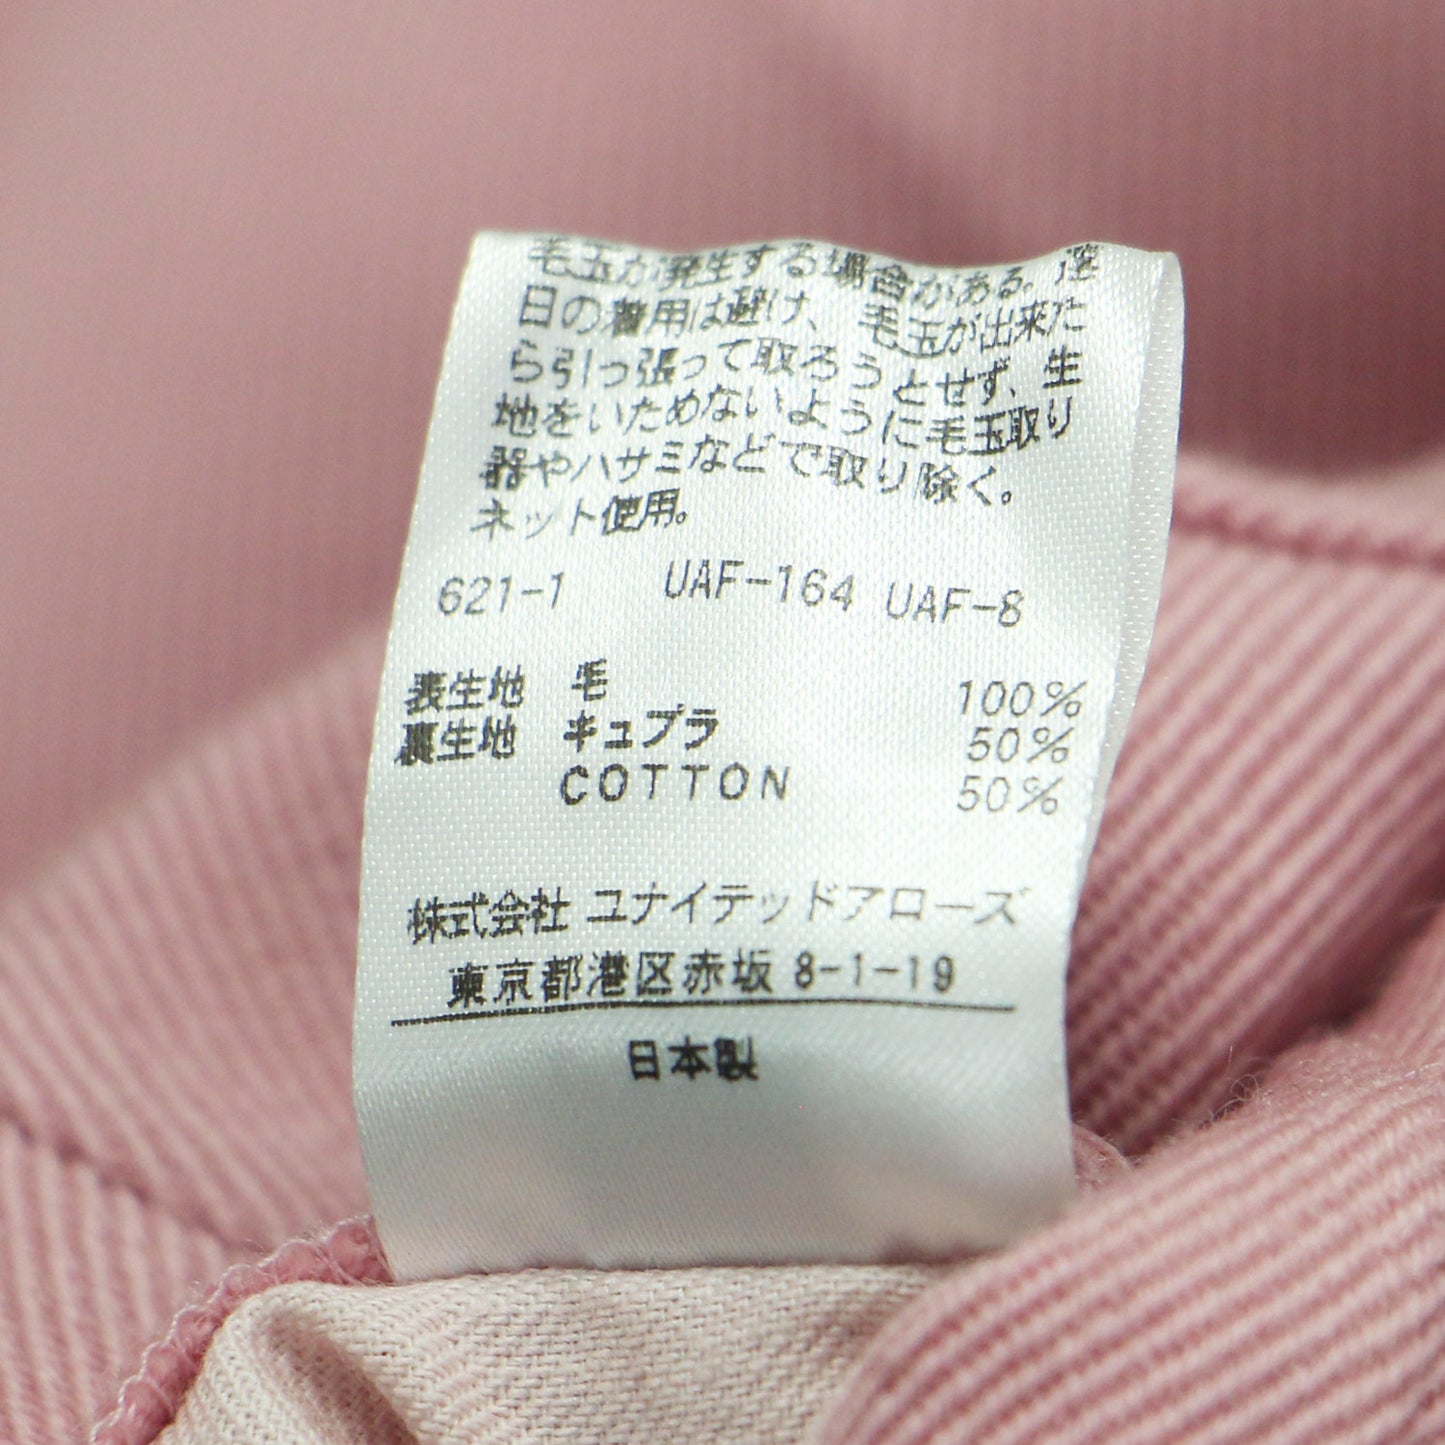 毛玉が発生する場合がある。連
日の着用は避け、毛玉が出来た
ら引っ張って取ろうとせず、生
地をいためないように毛玉取り
器やハサミなどで取り除く。
ネット使用。
621-1 UAF-164 UAF-8
表生地 毛 100%
裏生地 キュプラ 50%
COTTON 50%
株式会社 ユナイテッドアローズ
東京都港区赤坂 8-1-19
日本製